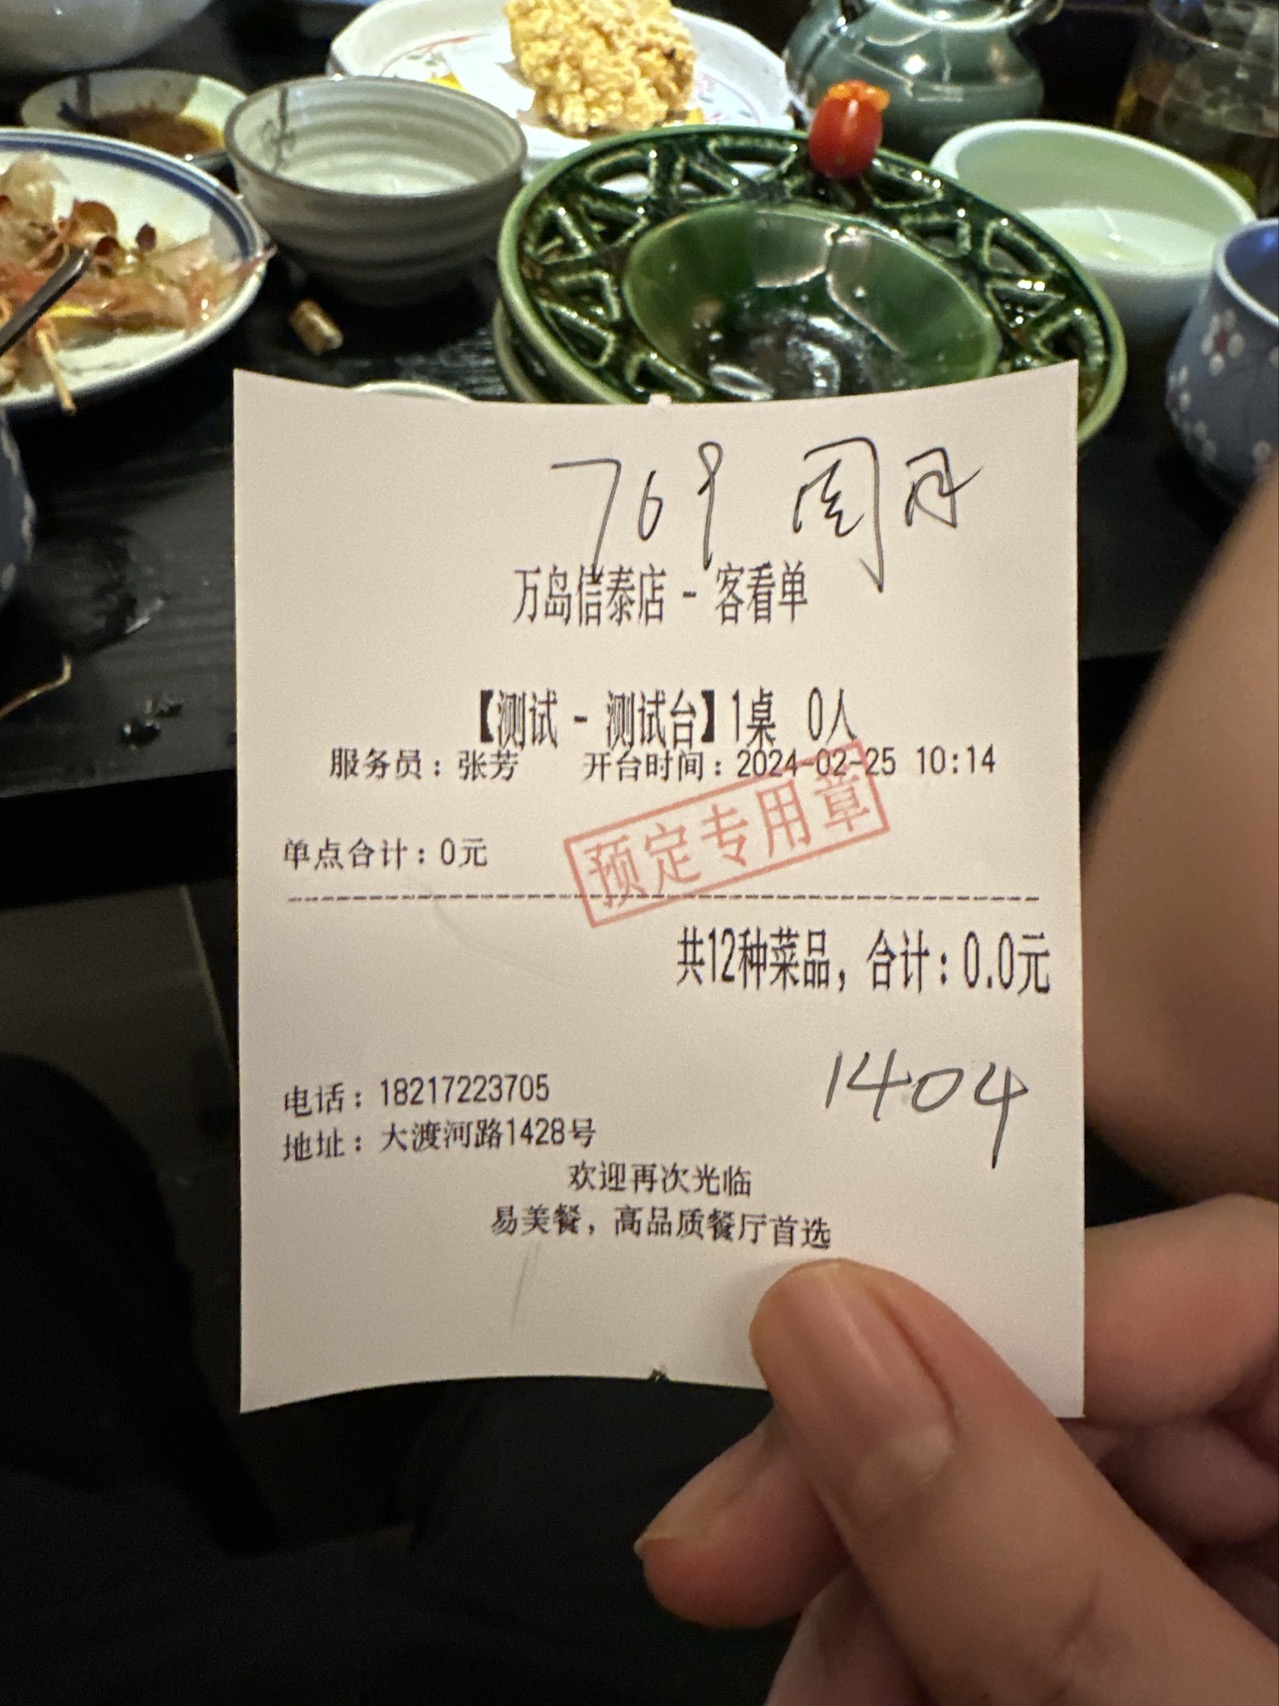 769 周丹
万岛信泰店 - 客看单
【测试 - 测试台】1桌 0人
服务员：张芳 开台时间：2024-02-25 10:14
预定专用章
单点合计：0元
共12种菜品，合计：0.0元
1404
电话：18217223705
地址：大渡河路1428号
欢迎再次光临
易美餐，高品质餐厅首选